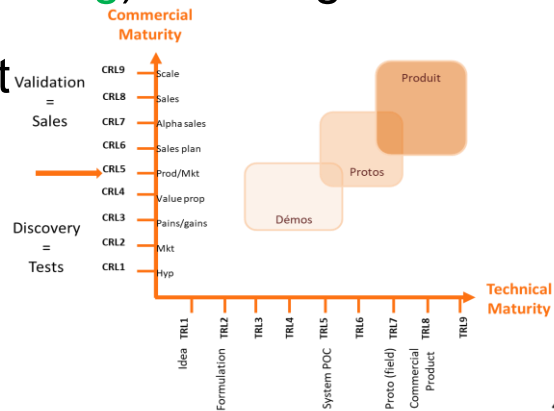 g)
t
Commercial
Maturity
Validation
=
Sales
Discovery
=
Tests
CRL9 Scale
CRL8 Sales
CRL7 Alpha sales
CRL6 Sales plan
CRL5 Prod/Mkt
CRL4 Value prop
CRL3 Pains/gains
CRL2 Mkt
CRL1 Hyp
Produit
Protos
Démos
Technical
Maturity
TRL1 Idea
TRL2 Formulation
TRL3
TRL4
TRL5 System POC
TRL6
TRL7 Proto (field)
TRL8 Commercial
Product
TRL9